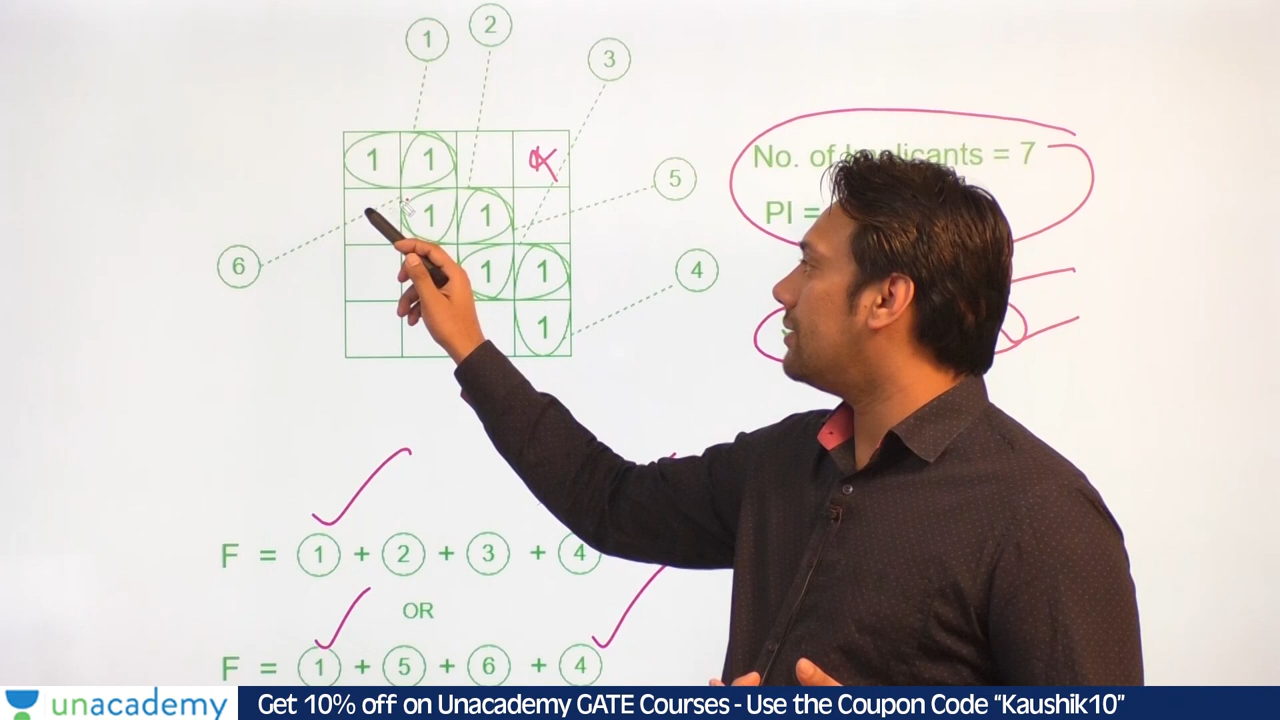 1
2
3
1 1
No. of = 7
5
1 1
PI =
6
1 1
4
1
F = 1 + 2 + 3 + 4
OR
F = 1 + 5 + 6 + 4
unacademy
Get 10% off on Unacademy GATE Courses - Use the Coupon Code “Kaushik10”